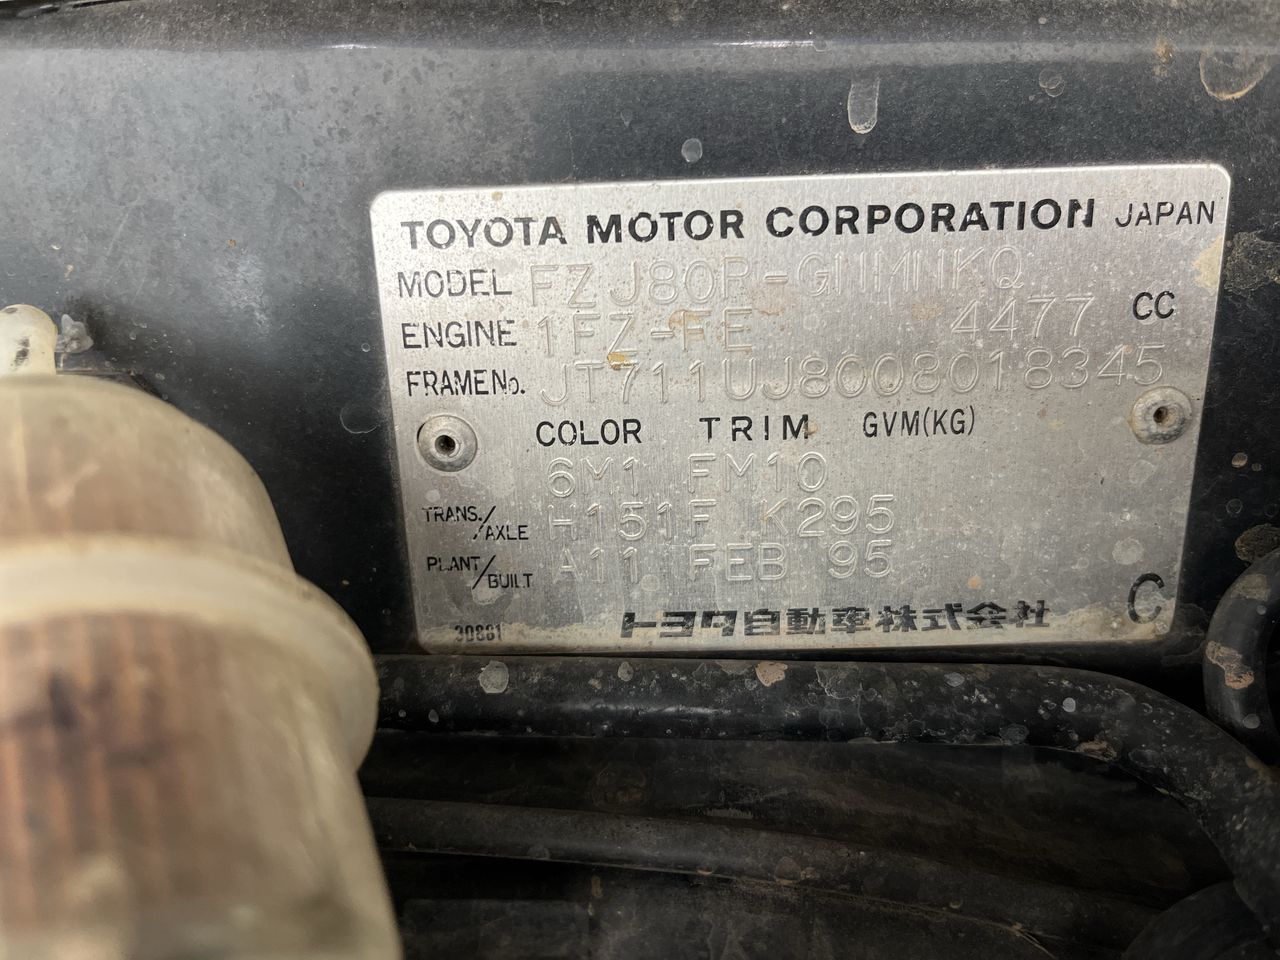 TOYOTA MOTOR CORPORATION JAPAN
MODEL FZJ80R-GNMNKQ
ENGINE 1FZ-FE 4477 CC
FRAME No. JT711UJ8008018345
COLOR TRIM GVM(KG)
6M1 FM10
TRANS./AXLE H151F K295
PLANT/BUILT A11 FEB 95
トヨタ自動車株式会社 C
30881